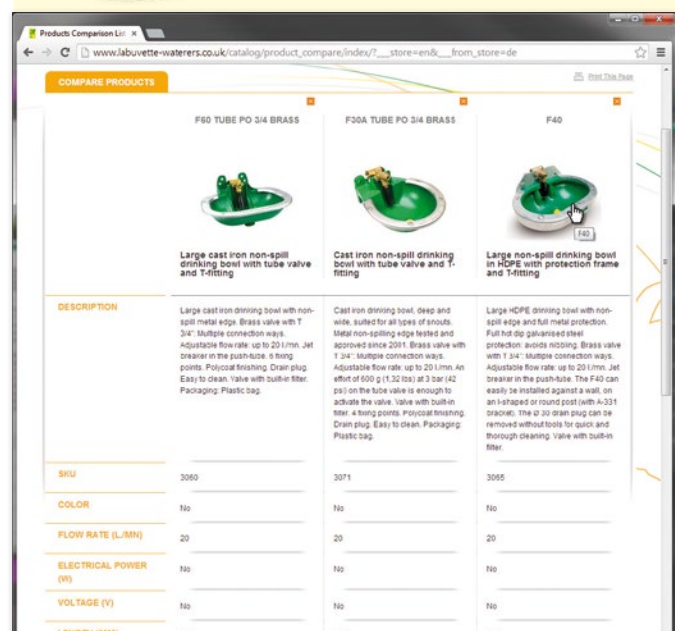 Products Comparison List
www.labuvette-waterers.co.uk/catalog/product_compare/index/?___store=en&___from_store=de
COMPARE PRODUCTS
Print This Page
F60 TUBE PO 3/4 BRASS
F30A TUBE PO 3/4 BRASS
F40
F40
Large cast iron non-spill
drinking bowl with tube valve
and T-fitting
Cast iron non-spill drinking
bowl with tube valve and T-
fitting
Large non-spill drinking bowl
in HDPE with protection frame
and T-fitting
DESCRIPTION
Large cast iron drinking bowl with non-
spill metal edge. Brass valve with T
3/4": Multiple connection ways.
Adjustable flow rate: up to 20 l./mn. Jet
breaker in the push-tube. 6 fixing
points. Polycoat finishing. Drain plug.
Easy to clean. Valve with built-in filter.
Packaging: Plastic bag.
Cast iron drinking bowl, deep and
wide, suited for all types of snouts.
Metal non-spilling edge tested and
approved since 2001. Brass valve with
T 3/4": Multiple connection ways.
Adjustable flow rate: up to 20 l./mn. An
effort of 600 g (1,32 lbs) at 3 bar (42
psi) on the tube valve is enough to
activate the valve. Valve with built-in
filter. 4 fixing points. Polycoat finishing.
Drain plug. Easy to clean. Packaging:
Plastic bag.
Large HDPE drinking bowl with non-
spill edge and full metal protection.
Full hot dip galvanised steel
protection: avoids nibbling. Brass valve
with T 3/4": Multiple connection ways.
Adjustable flow rate: up to 20 l./mn. Jet
breaker in the push-tube. The F40 can
easily be installed against a wall, on
an I-shaped or round post (with A-331
bracket). The Ø 30 drain plug can be
removed without tools for quick and
thorough cleaning. Valve with built-in
filter.
SKU
3060
3071
3065
COLOR
No
No
No
FLOW RATE (L./MN)
20
20
20
ELECTRICAL POWER
(W)
No
No
No
VOLTAGE (V)
No
No
No